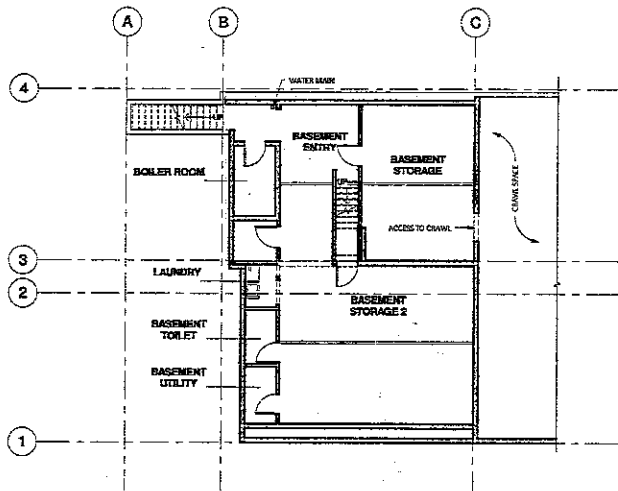 A
B
C
4
WATER MAIN
UP
BASEMENT
ENTRY
BASEMENT
STORAGE
BOILER ROOM
CRAWL SPACE
ACCESS TO CRAWL
3
LAUNDRY
2
BASEMENT
STORAGE 2
BASEMENT
TOILET
BASEMENT
UTILITY
1